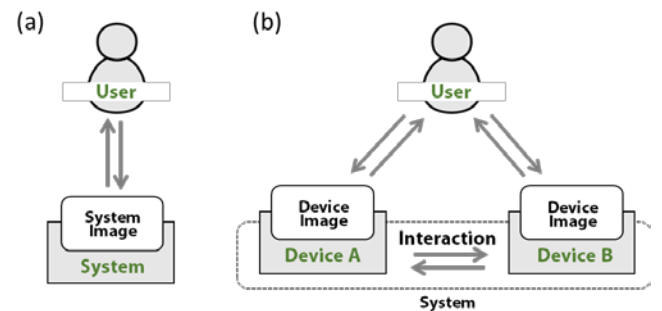 (a)
User
System
Image
System
(b)
User
Device
Image
Device A
Interaction
Device
Image
Device B
System